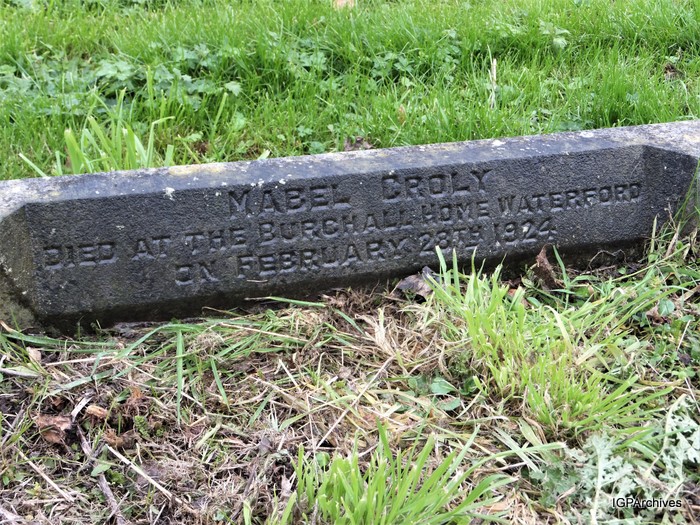 MABEL CROLY
DIED AT THE BURCHALL HOME WATERFORD
ON FEBRUARY 28TH 1924
IGPArchives